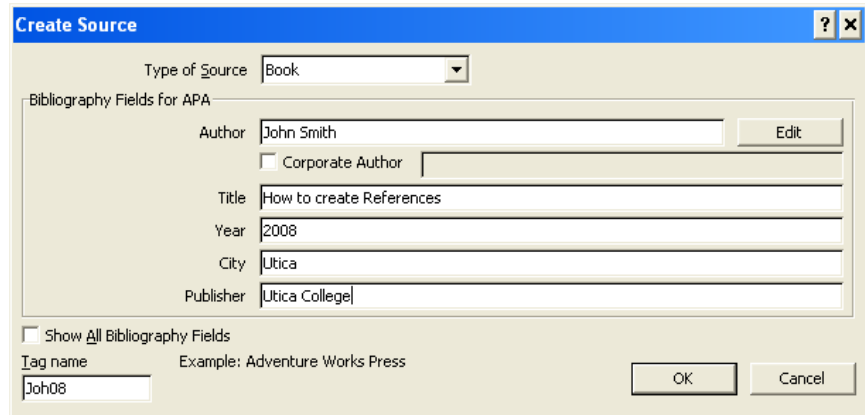 Create Source
Type of Source Book
Bibliography Fields for APA
Author John Smith Edit
Corporate Author
Title How to create References
Year 2008
City Utica
Publisher Utica College
Show All Bibliography Fields
Tag name Example: Adventure Works Press
Joh08 OK Cancel